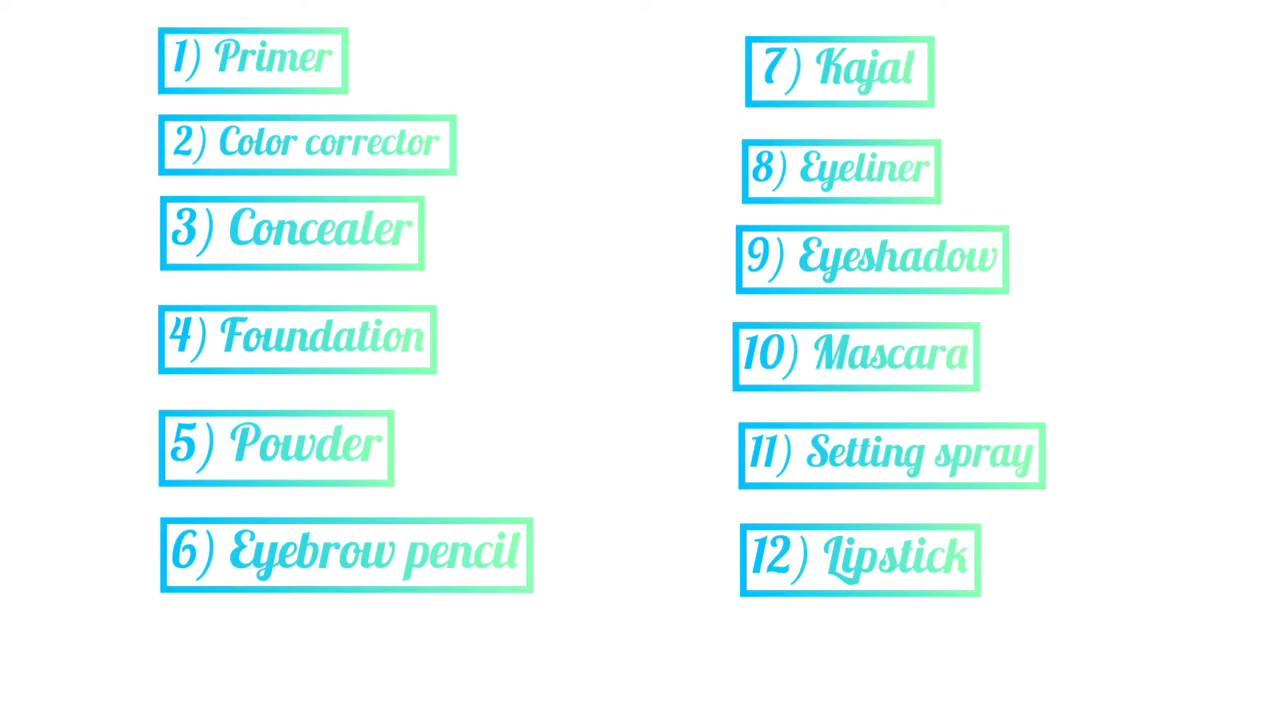 1) Primer
2) Color corrector
3) Concealer
4) Foundation
5) Powder
6) Eyebrow pencil
7) Kajal
8) Eyeliner
9) Eyeshadow
10) Mascara
11) Setting spray
12) Lipstick